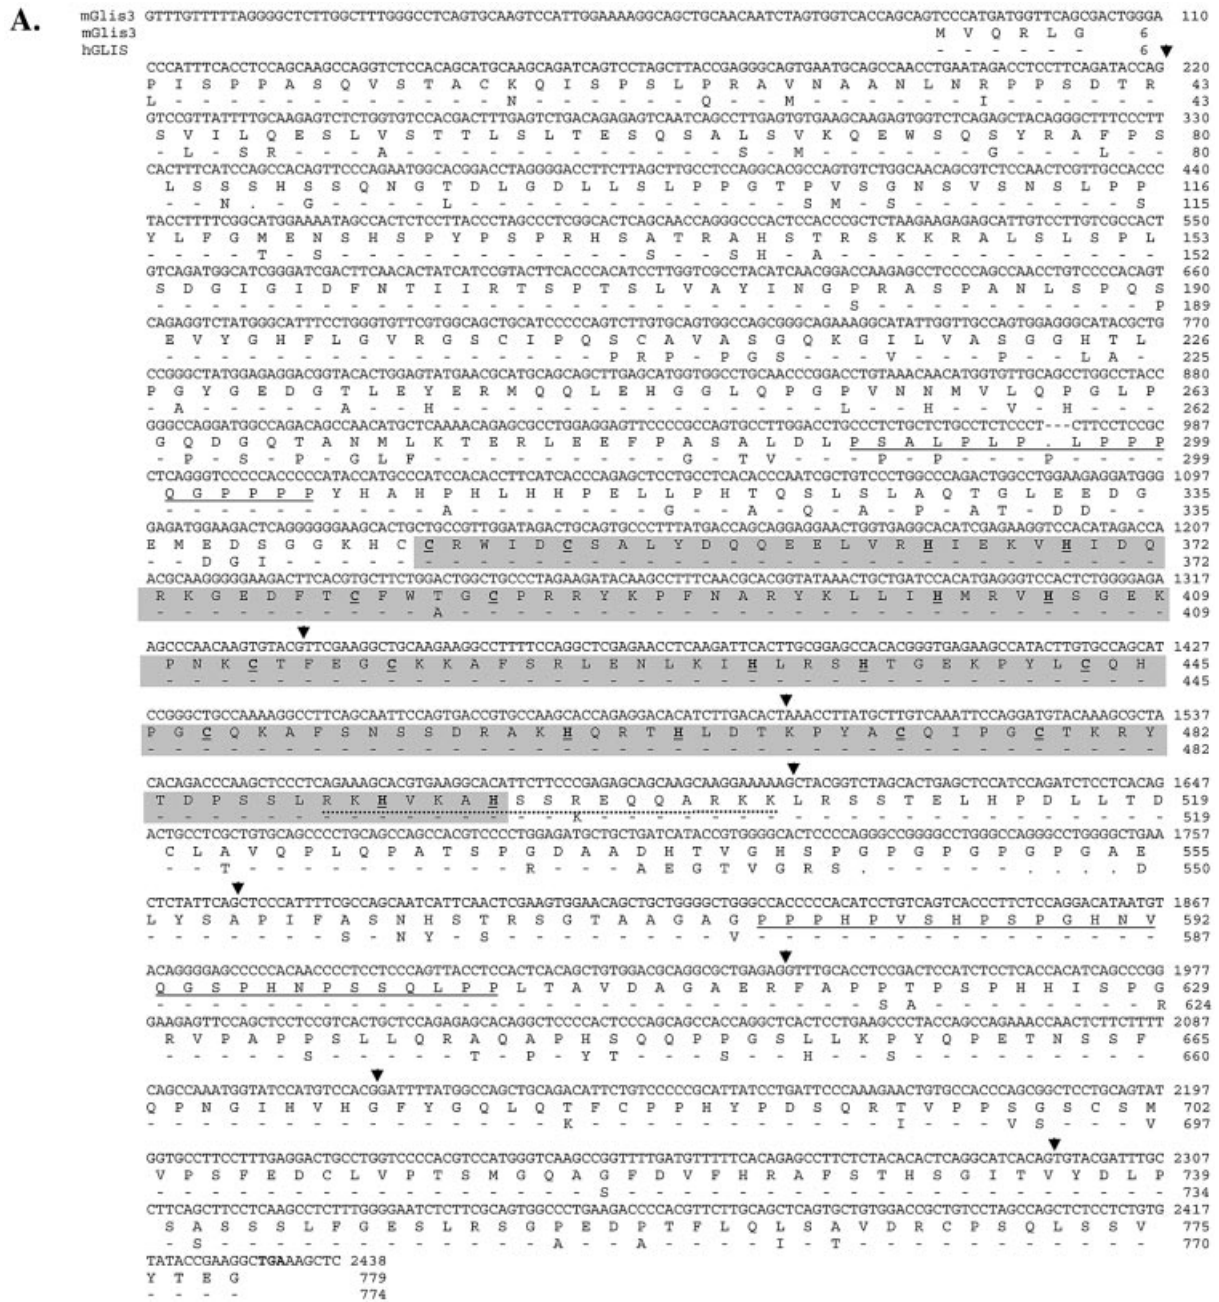 A.
mGlis3 GTTTGTTTTTAGGGGCTCTTGGCTTTGGGCCTCAGTGCAAGTCCATTGGAAAAGGCAGCTGCAACAATCTAGTGGTCACCAGCAGTCCCATGATGGTTCAGCGACTGGGA 110
mGlis3 M V Q R L G 6
hGLIS - - - - - - 6
CCCATTTCACCTCCAGCAAGCCAGGTCTCCACAGCATGCAAGCAGATCAGTCCTAGCTTACCGAGGGCAGTGAATGCAGCCAACCTGAATAGACCTCCTTCAGATACCAG 220
P I S P P A S Q V S T A C K Q I S P S L P R A V N A A N L N R P P S D T R 43
L - - - - - - - - - - - - N - - - - - - Q - - M - - - - - - I - - - - - - 43
GTCCGTTATTTTGCAAGAGTCTCTGGTGTCCACGACTTTGAGTCTGACAGAGAGTCAATCAGCCTTGAGTGTGAAGCAAGAGTGGTCTCAGAGCTACAGGGCTTTCCCTT 330
S V I L Q E S L V S T T L S L T E S Q S A L S V K Q E W S Q S Y R A F P S 80
CACTTTCATCCAGCCACAGTTCCCAGAATGGCACGGACCTAGGGGACCTTCTTAGCTTGCCTCCAGGCACGCCAGTGTCTGGCAACAGCGTCTCCAACTCGTTGCCACCC 440
L S S S H S S Q N G T D L G D L L S L P P G T P V S G N S V S N S L P P 116
TACCTTTTCGGCATGGAAAATAGCCACTCTCCTTACCCTAGCCCTCGGCACTCAGCAACCAGGGCCCACTCCACCCGCTCTAAGAAGAGAGCATTGTCCTTGTCGCCACT 550
Y L F G M E N S H S P Y P S P R H S A T R A H S T R S K K R A L S L S P L 153
GTCAGATGGCATCGGGATCGACTTCAACACTATCATCCGTACTTCACCCACATCCTTGGTCGCCTACATCAACGGACCAAGAGCCTCCCCAGCCAACCTGTCCCCACAGT 660
S D G I G I D F N T I I R T S P T S L V A Y I N G P R A S P A N L S P Q S 190
CAGAGGTCTATGGGCATTTCCTGGGTGTTCGTGGCAGCTGCATCCCCCAGTCTTGTGCAGTGGCCAGCGGGCAGAAAGGCATATTGGTTGCCAGTGGAGGGCATACGCTG 770
E V Y G H F L G V R G S C I P Q S C A V A S G Q K G I L V A S G G H T L 226
CCGGGCTATGGAGAGGACGGTACACTGGAGTATGAACGCATGCAGCAGCTTGAGCATGGTGGCCTGCAACCCGGACCTGTAAACAACATGGTGTTGCAGCCTGGCCTACC 880
P G Y G E D G T L E Y E R M Q Q L E H G G L Q P G P V N N M V L Q P G L P 263
GGGCCAGGATGGCCAGACAGCCAACATGCTCAAAACAGAGCGCCTGGAGGAGTTCCCCGCCAGTGCCTTGGACCTGCCCTCTGCTCTGCCTCTCCCT---CTTCCTCCGC 987
G Q D G Q T A N M L K T E R L E E F P A S A L D L P S A L P L P . L P P P 299
CTCAGGGTCCCCCACCCCCATACCATGCCCATCCACACCTTCATCACCCAGAGCTCCTGCCTCACACCCAATCGCTGTCCCTGGCCCAGACTGGCCTGGAAGAGGATGGG 1097
Q G P P P P Y H A H P H L H H P E L L P H T Q S L S L A Q T G L E E D G 335
GAGATGGAAGACTCAGGGGGGAAGCACTGCTGCCGTTGGATAGACTGCAGTGCCCTTTATGACCAGCAGGAGGAACTGGTGAGGCACATCGAGAAGGTCCACATAGACCA 1207
E M E D S G G K H C C R W I D C S A L Y D Q Q E E L V R H I E K V H I D Q 372
ACGCAAGGGGGAAGACTTCACGTGCTTCTGGACTGGCTGCCCTAGAAGATACAAGCCTTTCAACGCACGGTATAAACTGCTGATCCACATGAGGGTCCACTCTGGGGAGA 1317
R K G E D F T C F W T G C P R R Y K P F N A R Y K L L I H M R V H S G E K 409
AGCCCAACAAGTGTACGTTCGAAGGCTGCAAGAAGGCCTTTTCCAGGCTCGAGAACCTCAAGATTCACTTGCGGAGCCACACGGGTGAGAAGCCATACTTGTGCCAGCAT 1427
P N K C T F E G C K K A F S R L E N L K I H L R S H T G E K P Y L C Q H 445
CCGGGCTGCCAAAAGGCCTTCAGCAATTCCAGTGACCGTGCCAAGCACCAGAGGACACATCTTGACACTAAACCTTATGCTTGTCAAATTCCAGGATGTACAAAGCGCTA 1537
P G C Q K A F S N S S D R A K H Q R T H L D T K P Y A C Q I P G C T K R Y 482
CACAGACCCAAGCTCCCTCAGAAAGCACGTGAAGGCACATTCTTCCCGAGAGCAGCAAGCAAGGAAAAAGCTACGGTCTAGCACTGAGCTCCATCCAGATCTCCTCACAG 1647
T D P S S L R K H V K A H S S R E Q Q A R K K L R S S T E L H P D L L T D 519
ACTGCCTCGCTGTGCAGCCCCTGCAGCCAGCCACGTCCCCTGGAGATGCTGCTGATCATACCGTGGGGCACTCCCCAGGGCCGGGGCCTGGGCCAGGGCCTGGGGCTGAA 1757
C L A V Q P L Q P A T S P G D A A D H T V G H S P G P G P G P G P G A E 555
CTCTATTCAGCTCCCATTTTCGCCAGCAATCATTCAACTCGAAGTGGAACAGCTGCTGGGGCTGGGCCACCCCCACATCCTGTCAGTCACCCTTCTCCAGGACATAATGT 1867
L Y S A P I F A S N H S T R S G T A A G A G P P P H P V S H P S P G H N V 592
ACAGGGGAGCCCCCACAACCCCTCCTCCCAGTTACCTCCACTCACAGCTGTGGACGCAGGCGCTGAGAGGTTTGCACCTCCGACTCCATCTCCTCACCACATCAGCCCGG 1977
Q G S P H N P S S Q L P P L T A V D A G A E R F A P P T P S P H H I S P G 629
GAAGAGTTCCAGCTCCTCCGTCACTGCTCCAGAGAGCACAGGCTCCCCACTCCCAGCAGCCACCAGGCTCACTCCTGAAGCCCTACCAGCCAGAAACCAACTCTTCTTTT 2087
R V P A P P S L L Q R A Q A P H S Q Q P P G S L L K P Y Q P E T N S S F 665
CAGCCAAATGGTATCCATGTCCACGGATTTTATGGCCAGCTGCAGACATTCTGTCCCCCGCATTATCCTGATTCCCAAAGAACTGTGCCACCCAGCGGCTCCTGCAGTAT 2197
Q P N G I H V H G F Y G Q L Q T F C P P H Y P D S Q R T V P P S G S C S M 702
GGTGCCTTCCTTTGAGGACTGCCTGGTCCCCACGTCCATGGGTCAAGCCGGTTTTGATGTTTTTCACAGAGCCTTCTCTACACACTCAGGCATCACAGTGTACGATTTGC 2307
V P S F E D C L V P T S M G Q A G F D V F H R A F S T H S G I T V Y D L P 739
CTTCAGCTTCCTCAAGCCTCTTTGGGGAATCTCTTCGCAGTGGCCCTGAAGACCCCACGTTCTTGCAGCTCAGTGCTGTGGACCGCTGTCCTAGCCAGCTCTCCTCTGTG 2417
S A S S S L F G E S L R S G P E D P T F L Q L S A V D R C P S Q L S S V 775
TATACCGAAGGCTGAAAGCTC 2438
Y T E G 779
- - - - 774